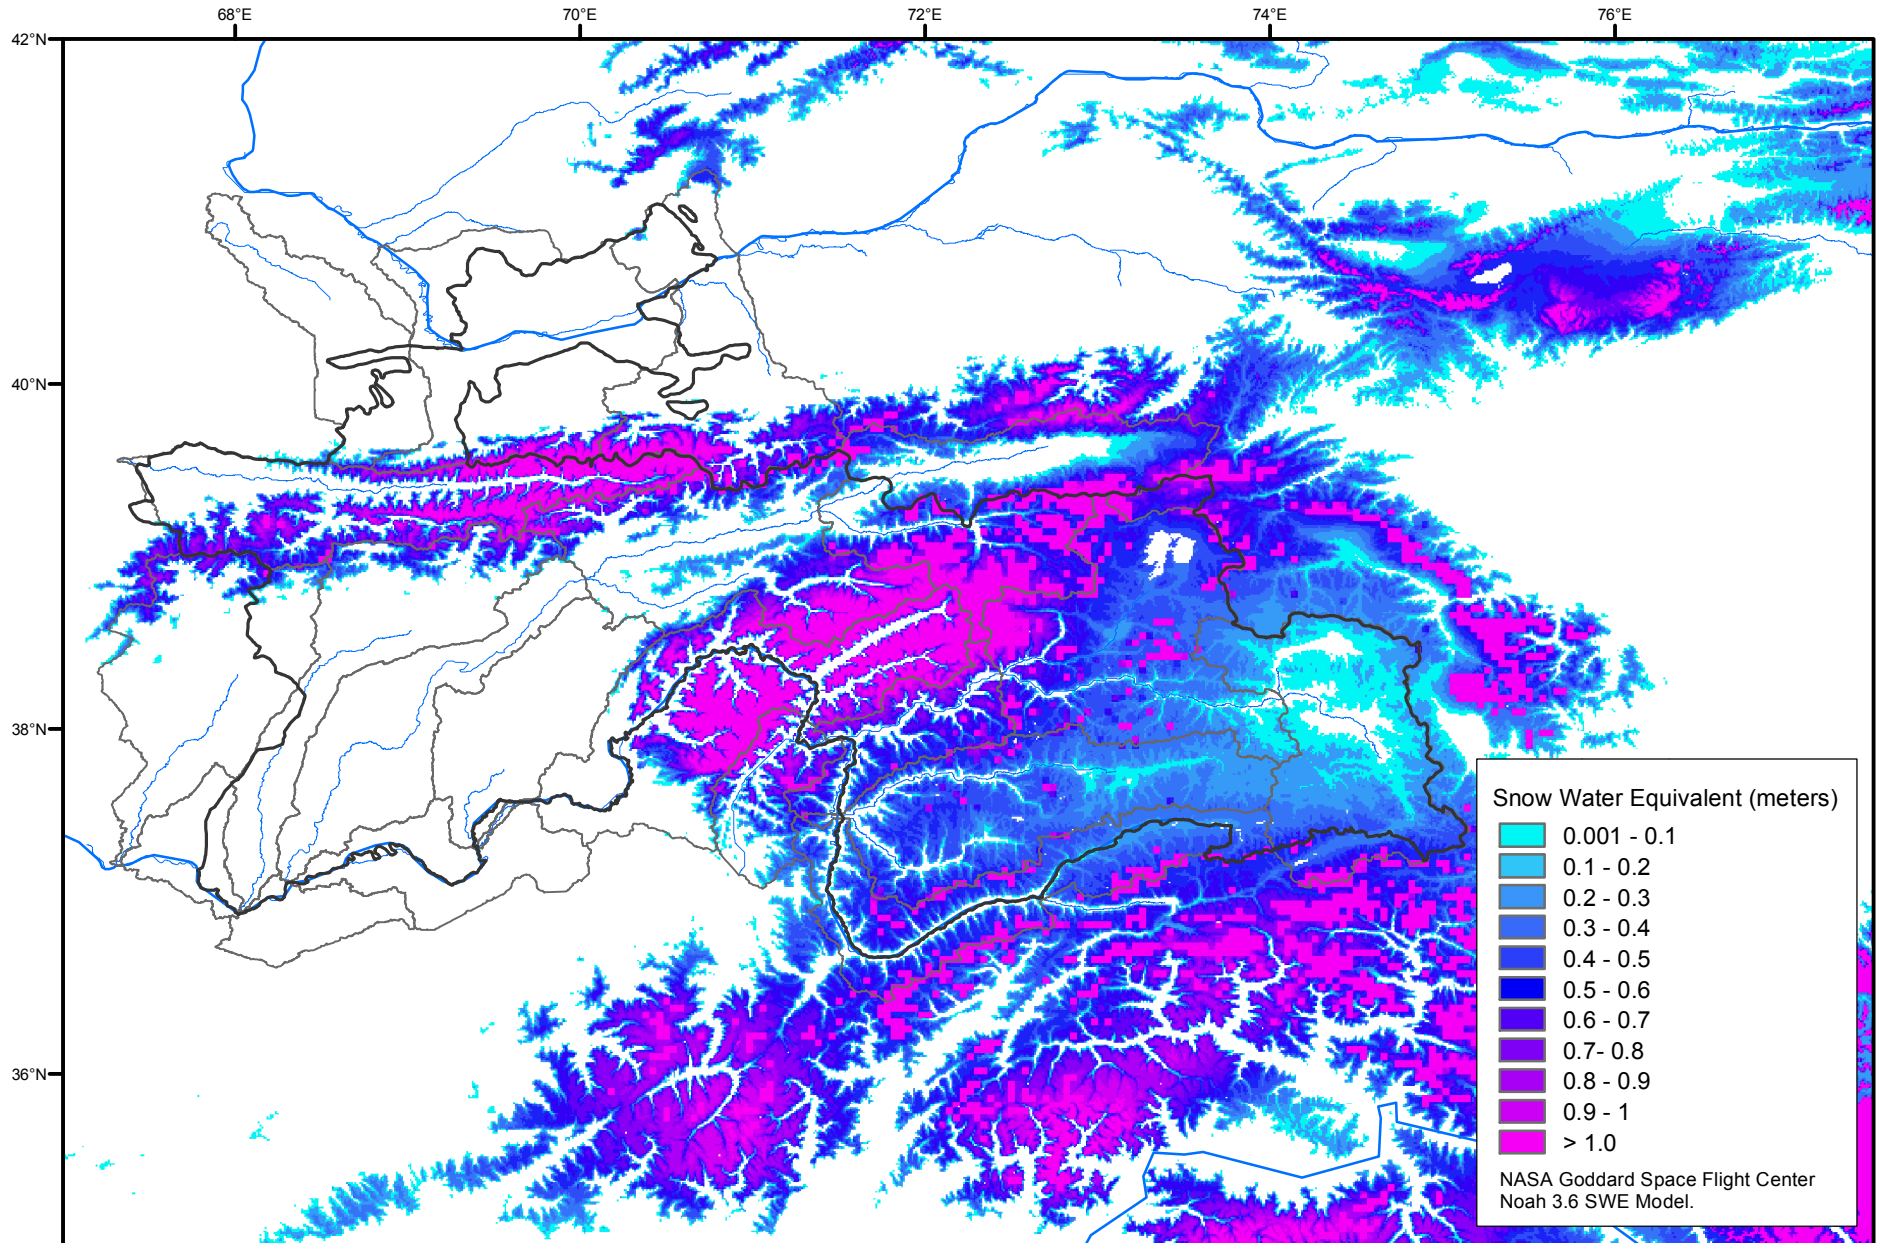 68°E 70°E 72°E 74°E 76°E
42°N
40°N
38°N
36°N
Snow Water Equivalent (meters)
0.001 - 0.1
0.1 - 0.2
0.2 - 0.3
0.3 - 0.4
0.4 - 0.5
0.5 - 0.6
0.6 - 0.7
0.7- 0.8
0.8 - 0.9
0.9 - 1
> 1.0
NASA Goddard Space Flight Center
Noah 3.6 SWE Model.